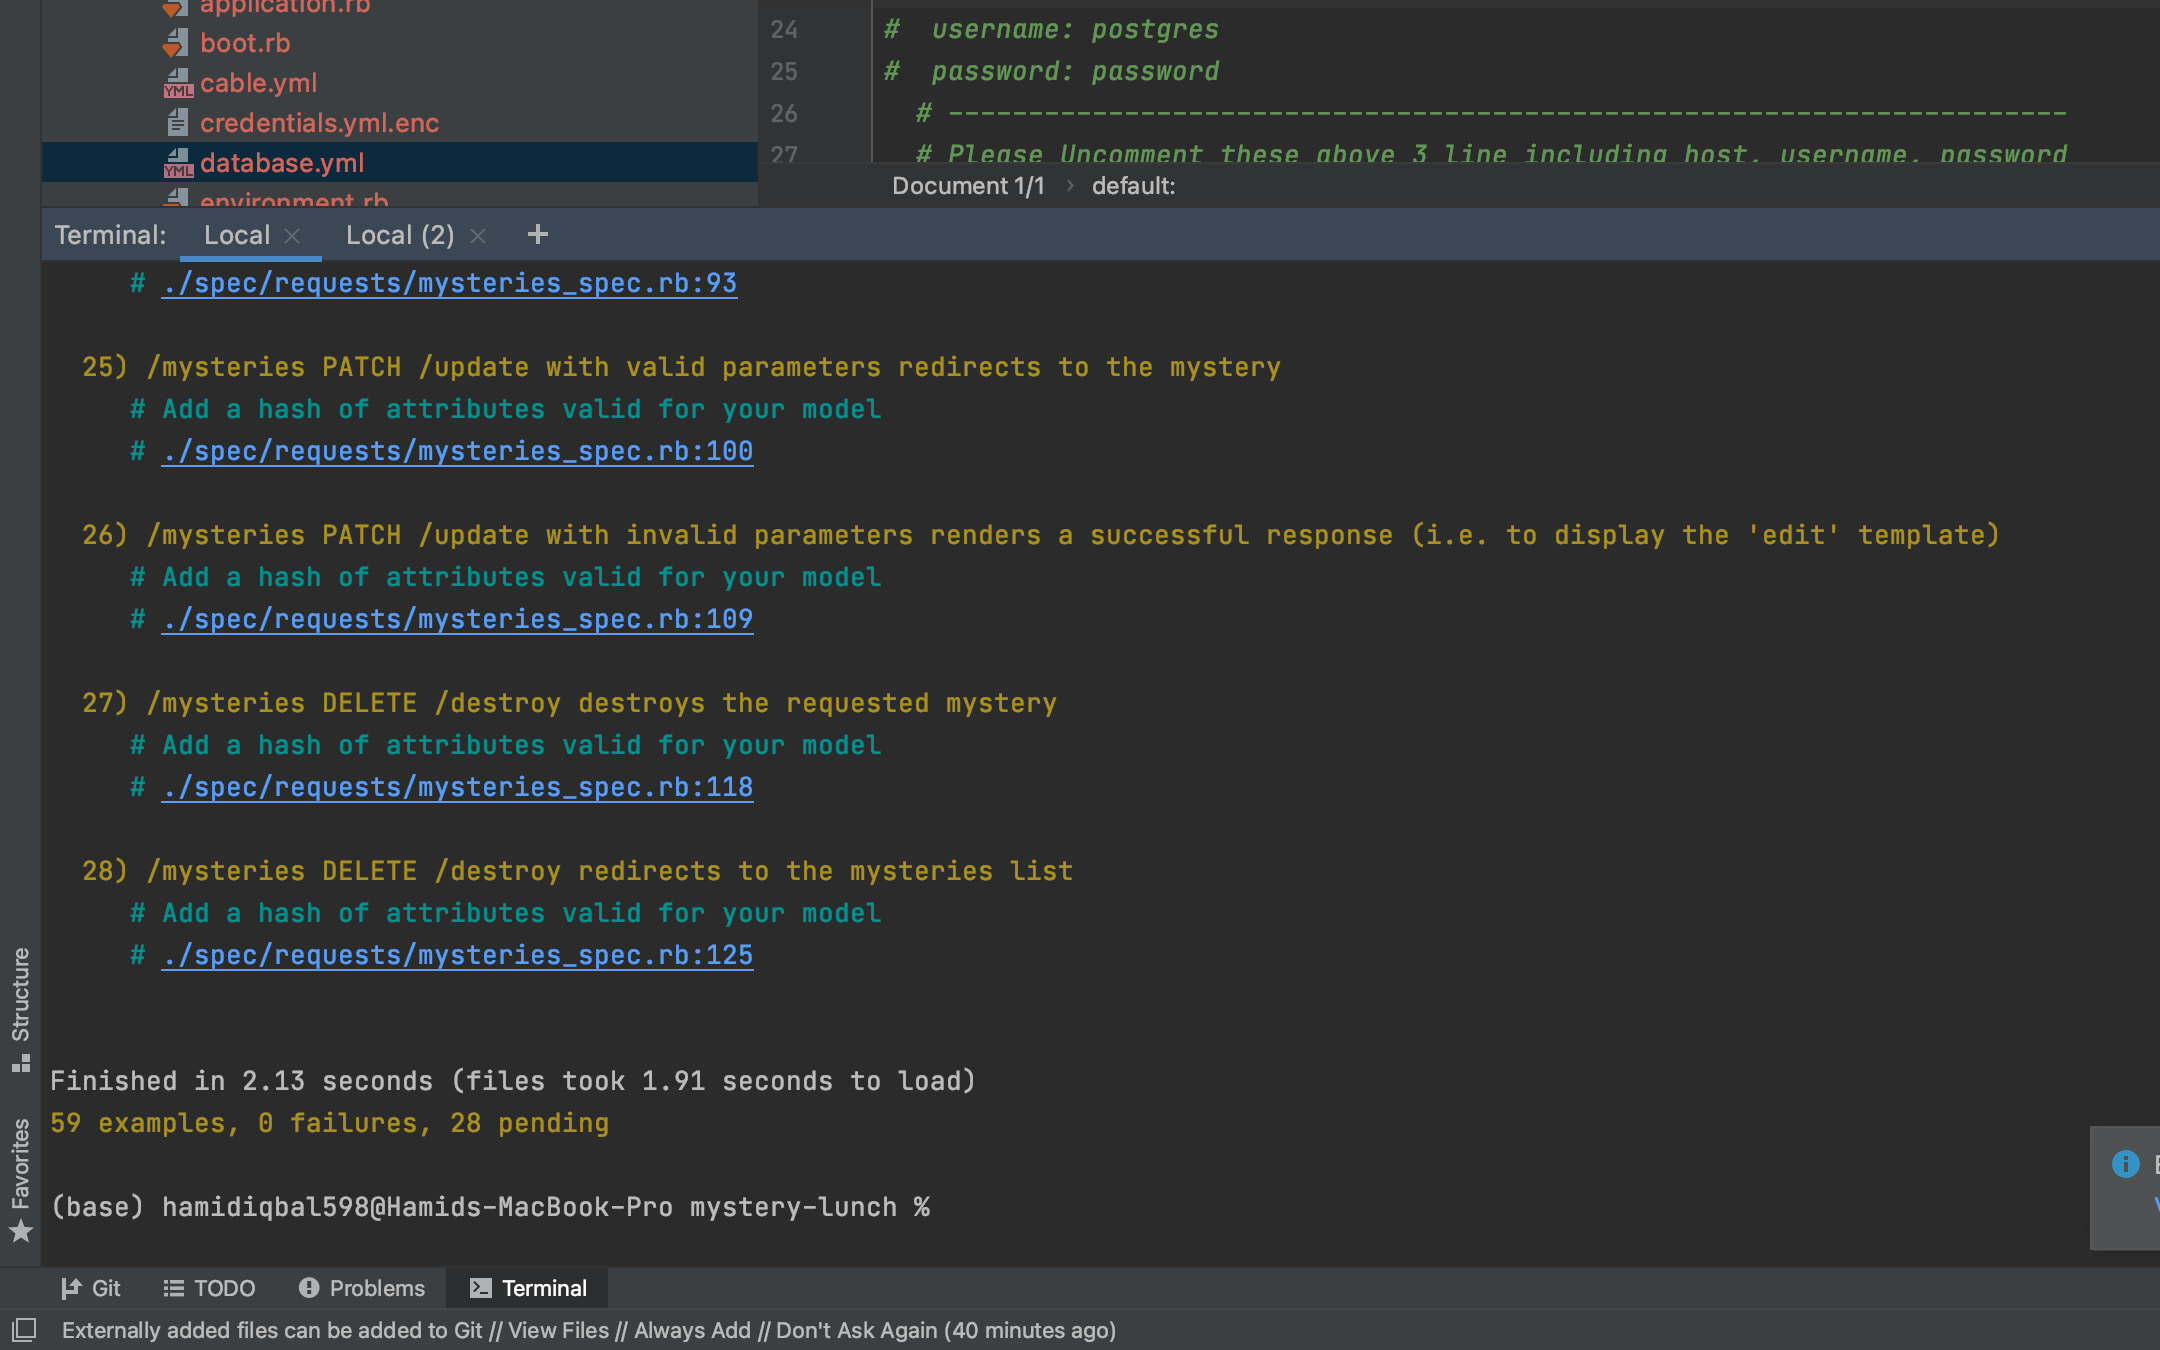 application.rb
boot.rb
cable.yml
credentials.yml.enc
database.yml
environment.rb
24 # username: postgres
25 # password: password
26 # ----------------------------------------------------------------------
27 # Please Uncomment these above 3 line including host, username, password
Document 1/1 › default:
Terminal: Local × Local (2) × +
# ./spec/requests/mysteries_spec.rb:93
25) /mysteries PATCH /update with valid parameters redirects to the mystery
# Add a hash of attributes valid for your model
# ./spec/requests/mysteries_spec.rb:100
26) /mysteries PATCH /update with invalid parameters renders a successful response (i.e. to display the 'edit' template)
# Add a hash of attributes valid for your model
# ./spec/requests/mysteries_spec.rb:109
27) /mysteries DELETE /destroy destroys the requested mystery
# Add a hash of attributes valid for your model
# ./spec/requests/mysteries_spec.rb:118
28) /mysteries DELETE /destroy redirects to the mysteries list
# Add a hash of attributes valid for your model
# ./spec/requests/mysteries_spec.rb:125
Finished in 2.13 seconds (files took 1.91 seconds to load)
59 examples, 0 failures, 28 pending
(base) hamidiqbal598@Hamids-MacBook-Pro mystery-lunch %
Structure
Favorites
Git TODO Problems Terminal
Externally added files can be added to Git // View Files // Always Add // Don't Ask Again (40 minutes ago)